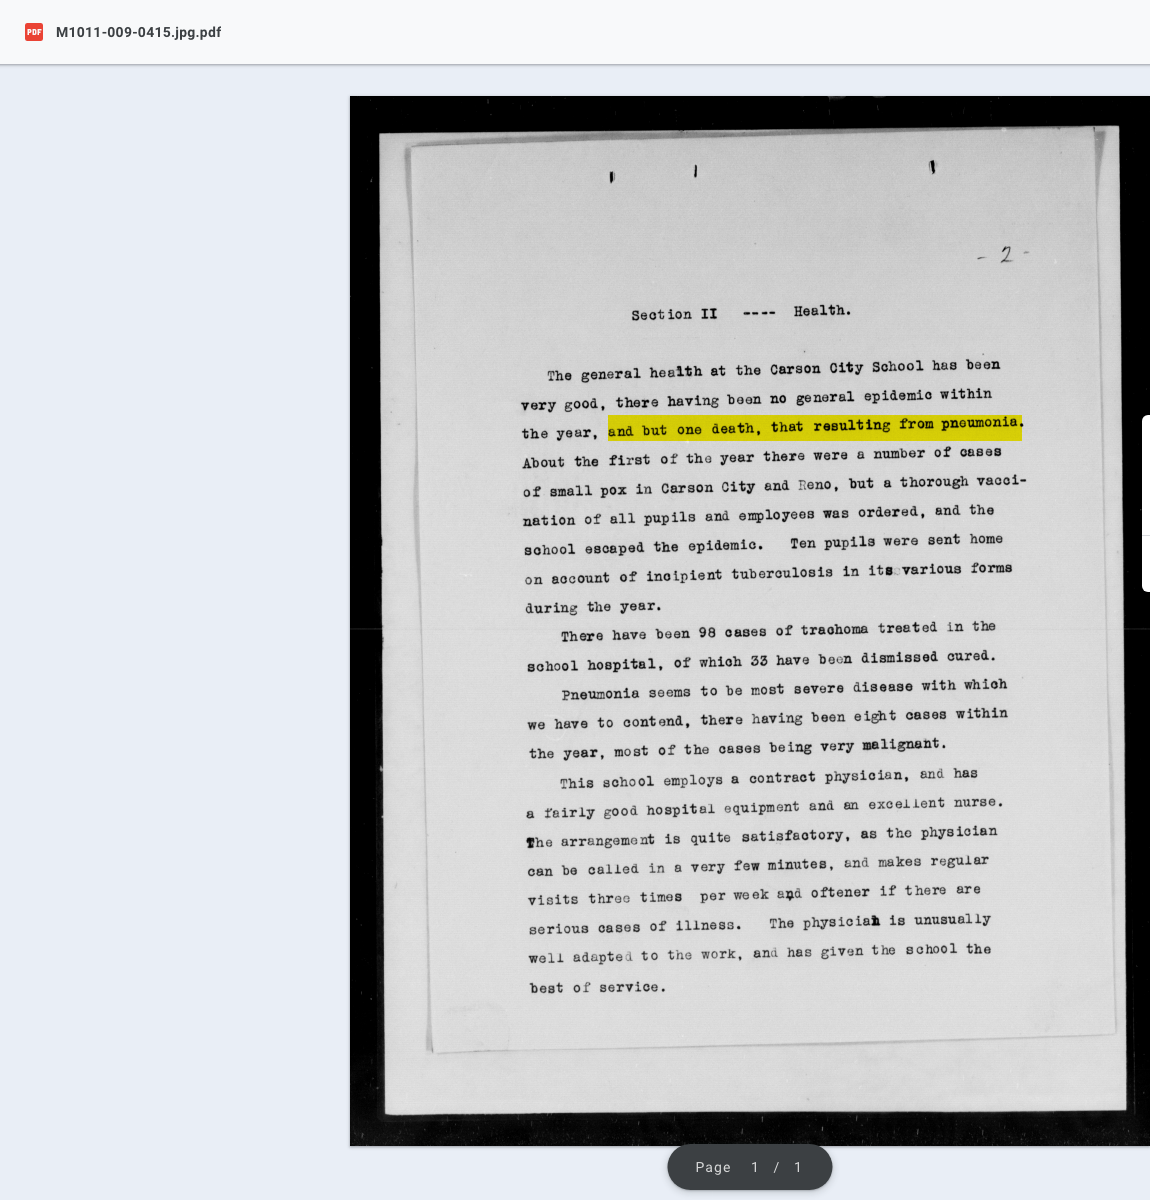 PDF M1011-009-0415.jpg.pdf
- 2 -
Section II ---- Health.
The general health at the Carson City School has been
very good, there having been no general epidemic within
the year, and but one death, that resulting from pneumonia.
About the first of the year there were a number of cases
of small pox in Carson City and Reno, but a thorough vacci-
nation of all pupils and employees was ordered, and the
school escaped the epidemic. Ten pupils were sent home
on account of incipient tuberculosis in its various forms
during the year.
There have been 98 cases of trachoma treated in the
school hospital, of which 33 have been dismissed cured.
Pneumonia seems to be most severe disease with which
we have to contend, there having been eight cases within
the year, most of the cases being very malignant.
This school employs a contract physician, and has
a fairly good hospital equipment and an excellent nurse.
The arrangement is quite satisfactory, as the physician
can be called in a very few minutes, and makes regular
visits three times per week and oftener if there are
serious cases of illness. The physician is unusually
well adapted to the work, and has given the school the
best of service.
Page 1 / 1